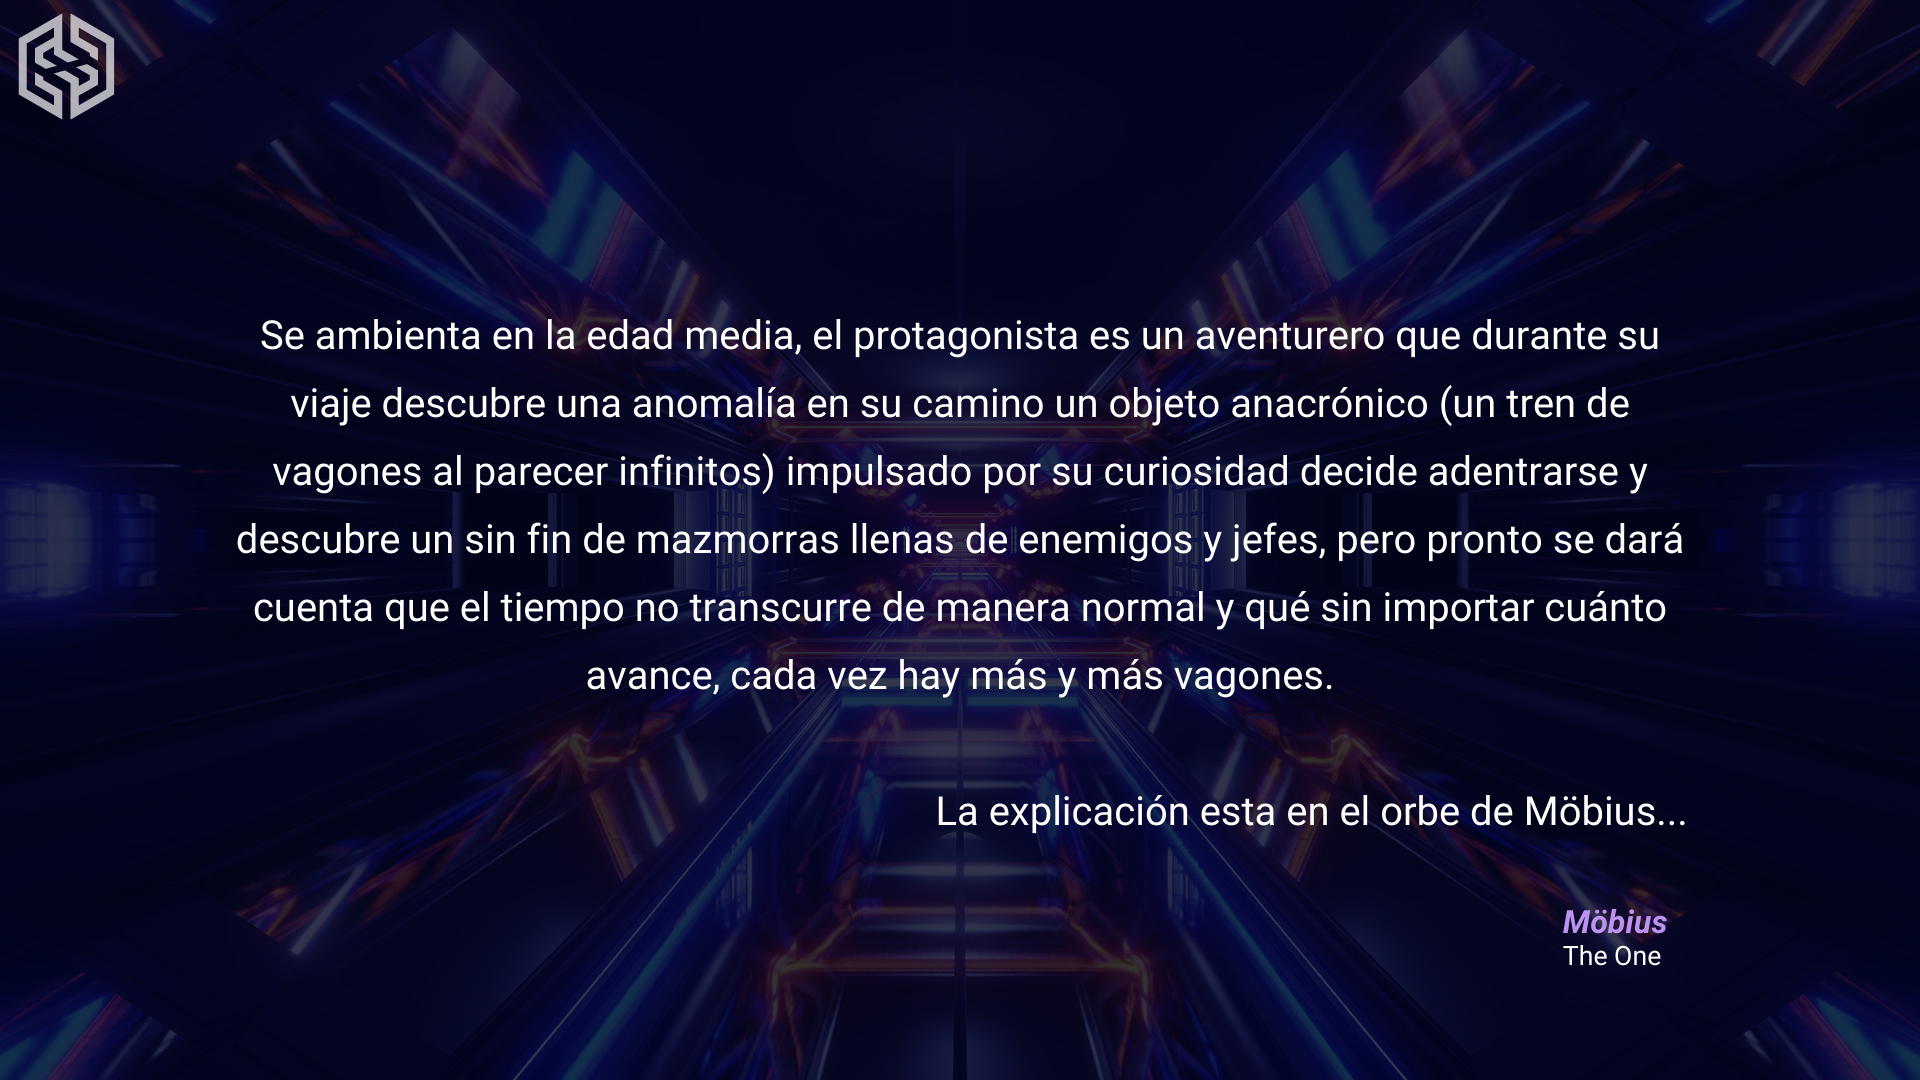 Se ambienta en la edad media, el protagonista es un aventurero que durante su
viaje descubre una anomalía en su camino un objeto anacrónico (un tren de
vagones al parecer infinitos) impulsado por su curiosidad decide adentrarse y
descubre un sin fin de mazmorras llenas de enemigos y jefes, pero pronto se dará
cuenta que el tiempo no transcurre de manera normal y qué sin importar cuánto
avance, cada vez hay más y más vagones.
La explicación esta en el orbe de Möbius...
Möbius
The One